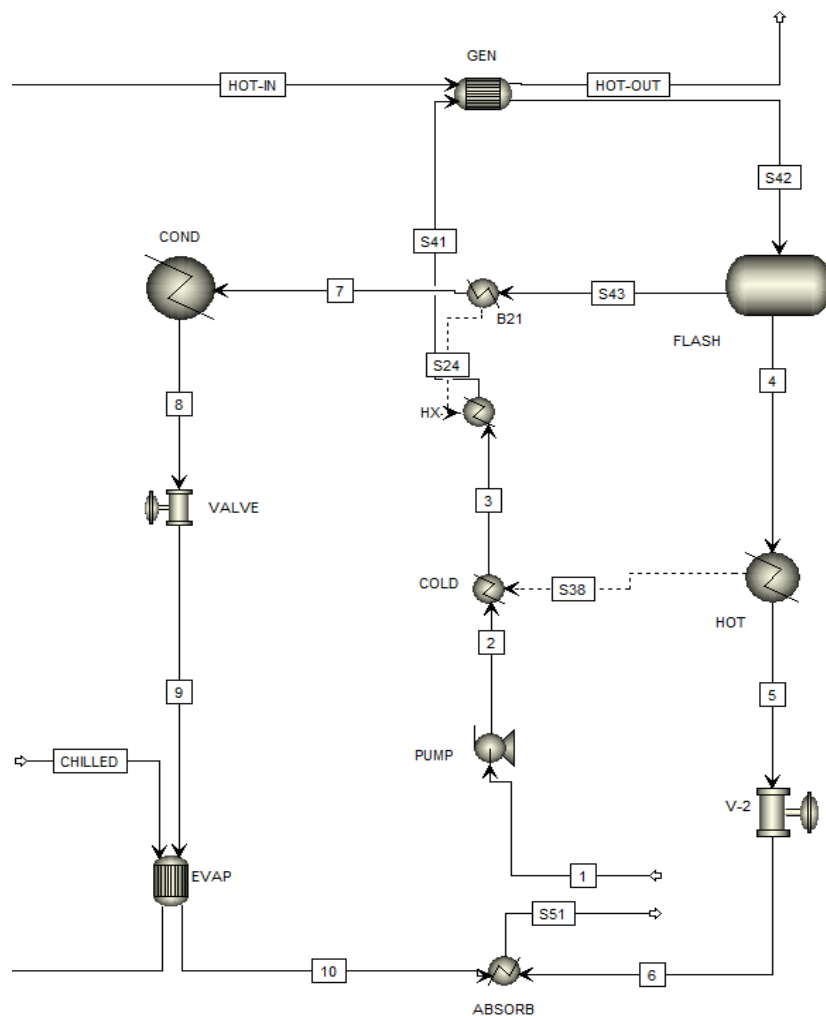 GEN
HOT-IN
HOT-OUT
S42
COND
S41
7
S43
B21
FLASH
S24
4
8
HX-
3
VALVE
COLD
S38
HOT
2
9
5
PUMP
CHILLED
V-2
EVAP
1
S51
10
6
ABSORB